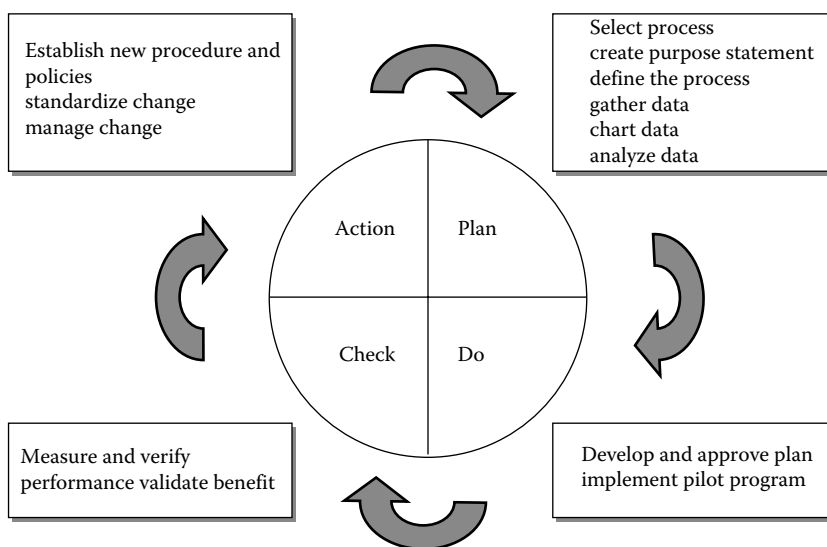 Establish new procedure and
policies
standardize change
manage change
Select process
create purpose statement
define the process
gather data
chart data
analyze data
Action
Plan
Check
Do
Measure and verify
performance validate benefit
Develop and approve plan
implement pilot program